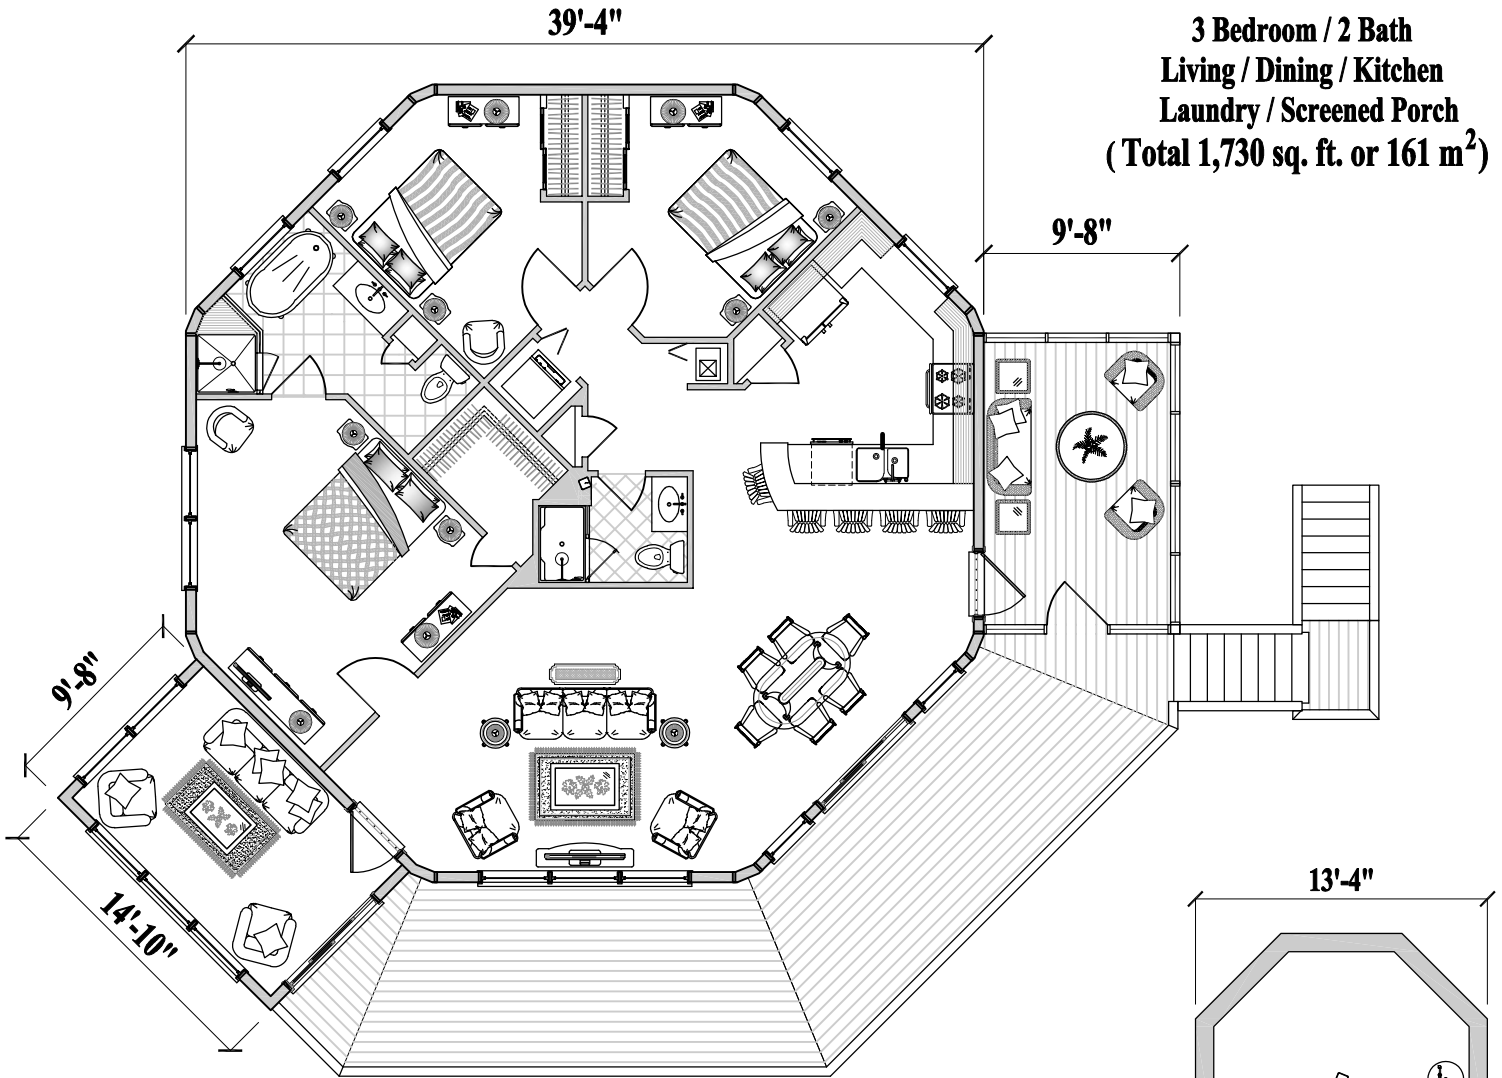 39'-4"
3 Bedroom / 2 Bath
Living / Dining / Kitchen
Laundry / Screened Porch
( Total 1,730 sq. ft. or 161 m²)
9'-8"
9'-8"
14'-10"
13'-4"